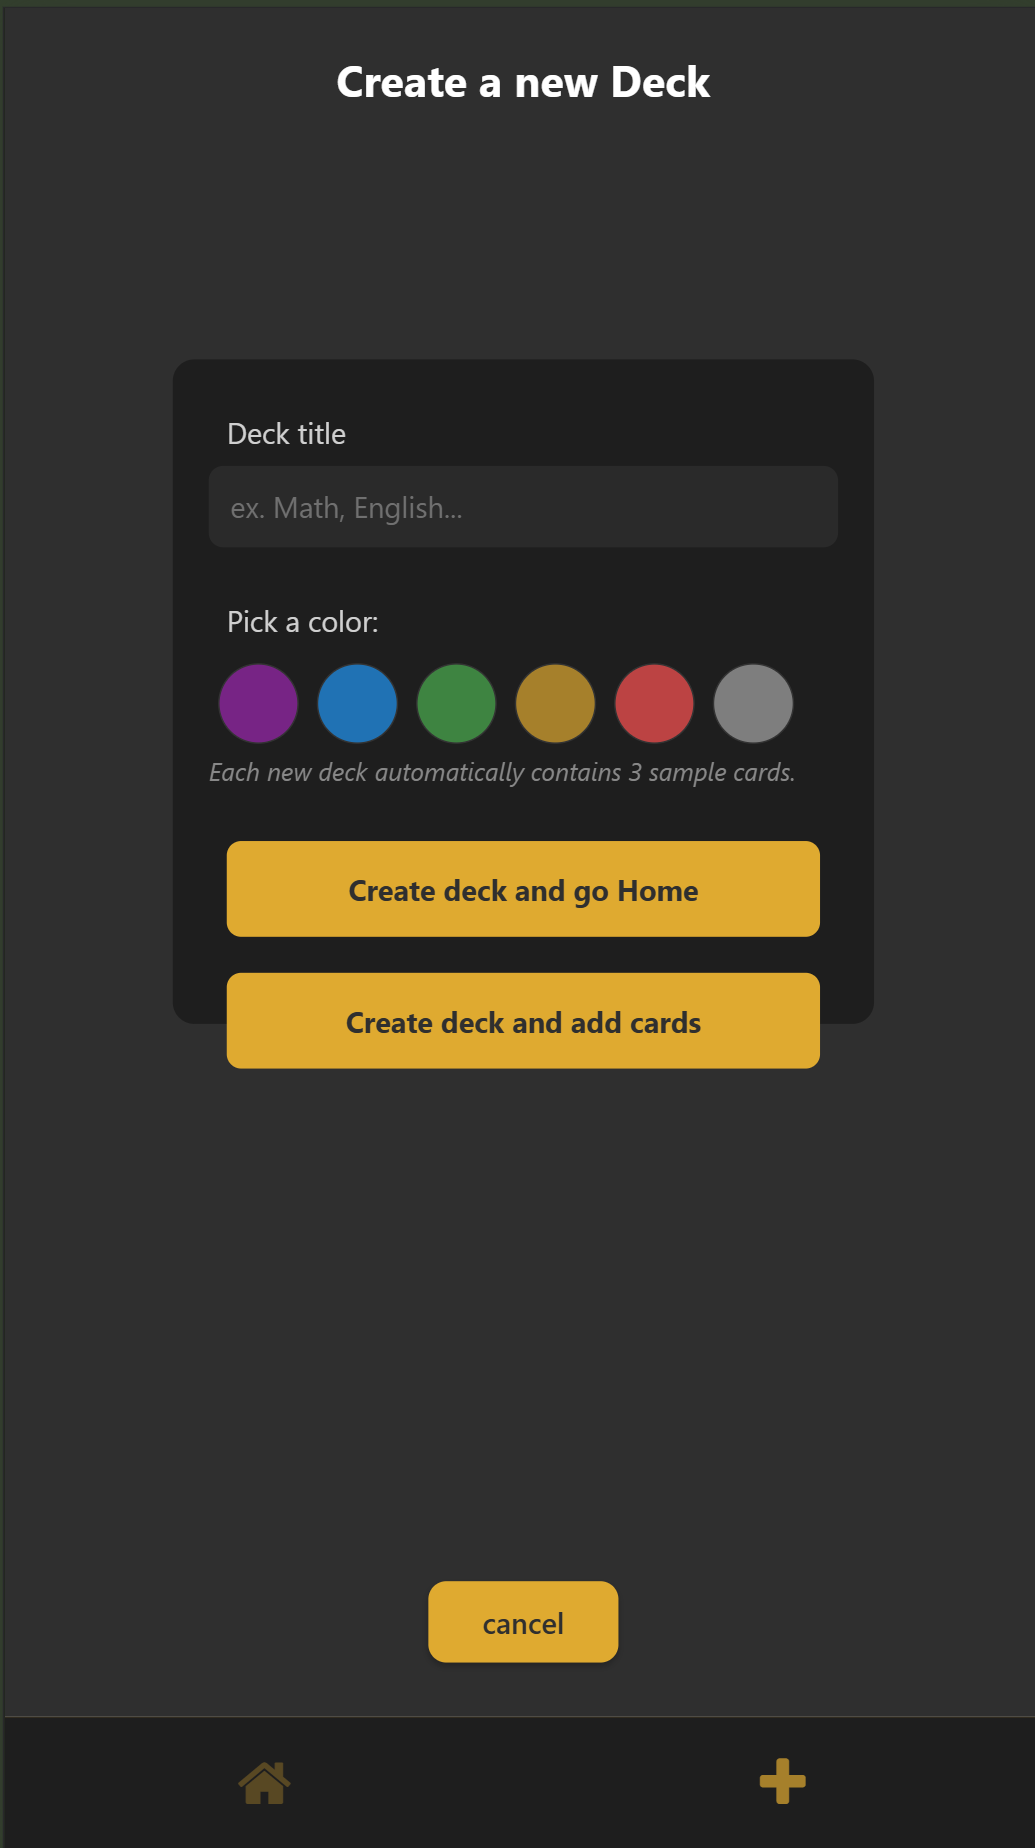 Create a new Deck
Deck title
ex. Math, English...
Pick a color:
Each new deck automatically contains 3 sample cards.
Create deck and go Home
Create deck and add cards
cancel